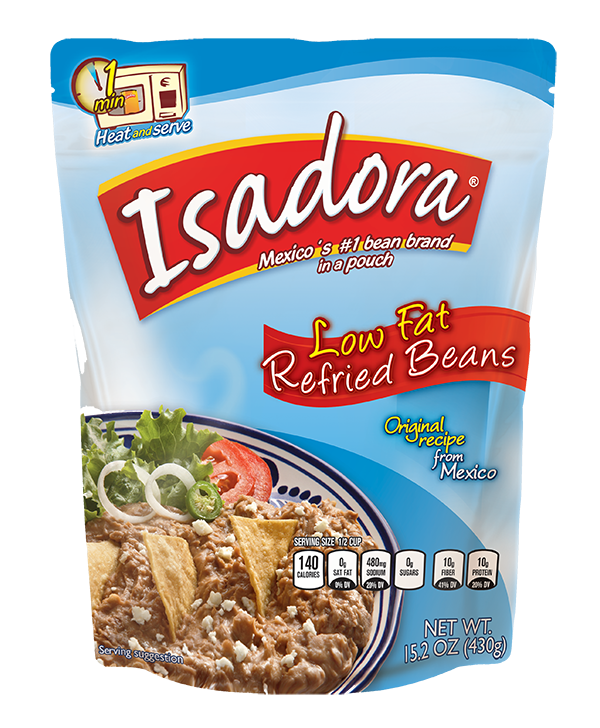 1
min
Heat and serve
Isadora®
Mexico's #1 bean brand
in a pouch
Low Fat
Refried Beans
Original
recipe
from
Mexico
SERVING SIZE 1/2 CUP
140 CALORIES
0g SAT FAT 0% DV
480mg SODIUM 20% DV
0g SUGARS
10g FIBER 41% DV
10g PROTEIN 20% DV
NET WT.
15.2 OZ (430g)
Serving suggestion